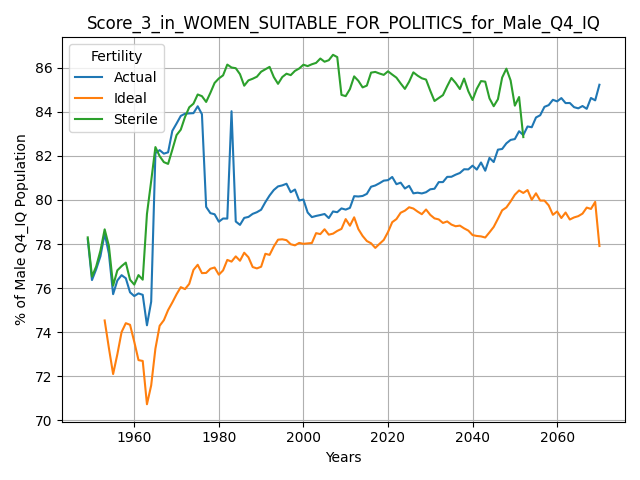 Score_3_in_WOMEN_SUITABLE_FOR_POLITICS_for_Male_Q4_IQ
Fertility
Actual
Ideal
Sterile
% of Male Q4_IQ Population
86
84
82
80
78
76
74
72
70
1960
1980
2000
2020
2040
2060
Years